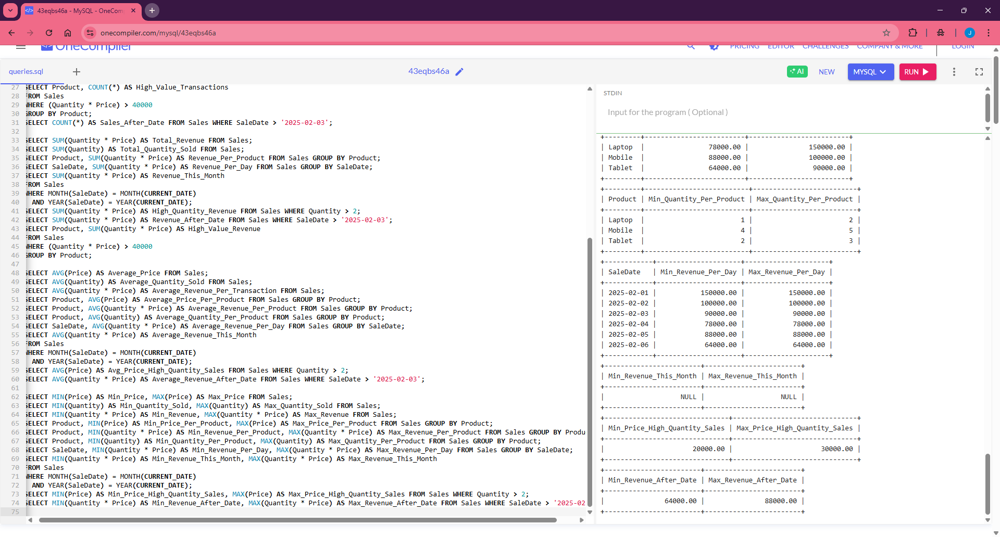 43eqbs46a - MySQL - OneCom
onecompiler.com/mysql/43eqbs46a
J
OneCompiler
PRICING
EDITOR
CHALLENGES
COMPANY & MORE
LOGIN
queries.sql
43eqbs46a
AI
NEW
MYSQL
RUN
27 SELECT Product, COUNT(*) AS High_Value_Transactions
28 FROM Sales
29 WHERE (Quantity * Price) > 40000
30 GROUP BY Product;
31 SELECT COUNT(*) AS Sales_After_Date FROM Sales WHERE SaleDate > '2025-02-03';
32
33 SELECT SUM(Quantity * Price) AS Total_Revenue FROM Sales;
34 SELECT SUM(Quantity) AS Total_Quantity_Sold FROM Sales;
35 SELECT Product, SUM(Quantity * Price) AS Revenue_Per_Product FROM Sales GROUP BY Product;
36 SELECT SaleDate, SUM(Quantity * Price) AS Revenue_Per_Day FROM Sales GROUP BY SaleDate;
37 SELECT SUM(Quantity * Price) AS Revenue_This_Month
38 FROM Sales
39 WHERE MONTH(SaleDate) = MONTH(CURRENT_DATE)
40 AND YEAR(SaleDate) = YEAR(CURRENT_DATE);
41 SELECT SUM(Quantity * Price) AS High_Quantity_Revenue FROM Sales WHERE Quantity > 2;
42 SELECT SUM(Quantity * Price) AS Revenue_After_Date FROM Sales WHERE SaleDate > '2025-02-03';
43 SELECT Product, SUM(Quantity * Price) AS High_Value_Revenue
44 FROM Sales
45 WHERE (Quantity * Price) > 40000
46 GROUP BY Product;
47
48 SELECT AVG(Price) AS Average_Price FROM Sales;
49 SELECT AVG(Quantity) AS Average_Quantity_Sold FROM Sales;
50 SELECT AVG(Quantity * Price) AS Average_Revenue_Per_Transaction FROM Sales;
51 SELECT Product, AVG(Price) AS Average_Price_Per_Product FROM Sales GROUP BY Product;
52 SELECT Product, AVG(Quantity * Price) AS Average_Revenue_Per_Product FROM Sales GROUP BY Product;
53 SELECT Product, AVG(Quantity) AS Average_Quantity_Per_Product FROM Sales GROUP BY Product;
54 SELECT SaleDate, AVG(Quantity * Price) AS Average_Revenue_Per_Day FROM Sales GROUP BY SaleDate;
55 SELECT AVG(Quantity * Price) AS Average_Revenue_This_Month
56 FROM Sales
57 WHERE MONTH(SaleDate) = MONTH(CURRENT_DATE)
58 AND YEAR(SaleDate) = YEAR(CURRENT_DATE);
59 SELECT AVG(Price) AS Avg_Price_High_Quantity_Sales FROM Sales WHERE Quantity > 2;
60 SELECT AVG(Quantity * Price) AS Average_Revenue_After_Date FROM Sales WHERE SaleDate > '2025-02-03';
61
62 SELECT MIN(Price) AS Min_Price, MAX(Price) AS Max_Price FROM Sales;
63 SELECT MIN(Quantity) AS Min_Quantity_Sold, MAX(Quantity) AS Max_Quantity_Sold FROM Sales;
64 SELECT MIN(Quantity * Price) AS Min_Revenue, MAX(Quantity * Price) AS Max_Revenue FROM Sales;
65 SELECT Product, MIN(Price) AS Min_Price_Per_Product, MAX(Price) AS Max_Price_Per_Product FROM Sales GROUP BY Product;
66 SELECT Product, MIN(Quantity * Price) AS Min_Revenue_Per_Product, MAX(Quantity * Price) AS Max_Revenue_Per_Product FROM Sales GROUP BY Produ
67 SELECT Product, MIN(Quantity) AS Min_Quantity_Per_Product, MAX(Quantity) AS Max_Quantity_Per_Product FROM Sales GROUP BY Product;
68 SELECT SaleDate, MIN(Quantity * Price) AS Min_Revenue_Per_Day, MAX(Quantity * Price) AS Max_Revenue_Per_Day FROM Sales GROUP BY SaleDate;
69 SELECT MIN(Quantity * Price) AS Min_Revenue_This_Month, MAX(Quantity * Price) AS Max_Revenue_This_Month
70 FROM Sales
71 WHERE MONTH(SaleDate) = MONTH(CURRENT_DATE)
72 AND YEAR(SaleDate) = YEAR(CURRENT_DATE);
73 SELECT MIN(Price) AS Min_Price_High_Quantity_Sales, MAX(Price) AS Max_Price_High_Quantity_Sales FROM Sales WHERE Quantity > 2;
74 SELECT MIN(Quantity * Price) AS Min_Revenue_After_Date, MAX(Quantity * Price) AS Max_Revenue_After_Date FROM Sales WHERE SaleDate > '2025-02
75
STDIN
Input for the program ( Optional )
+---------+-------------------------+-------------------------+
| Laptop | 78000.00 | 150000.00 |
| Mobile | 88000.00 | 100000.00 |
| Tablet | 64000.00 | 90000.00 |
+---------+-------------------------+-------------------------+
+---------+--------------------------+--------------------------+
| Product | Min_Quantity_Per_Product | Max_Quantity_Per_Product |
+---------+--------------------------+--------------------------+
| Laptop | 1 | 2 |
| Mobile | 4 | 5 |
| Tablet | 2 | 3 |
+---------+--------------------------+--------------------------+
+------------+---------------------+---------------------+
| SaleDate | Min_Revenue_Per_Day | Max_Revenue_Per_Day |
+------------+---------------------+---------------------+
| 2025-02-01 | 150000.00 | 150000.00 |
| 2025-02-02 | 100000.00 | 100000.00 |
| 2025-02-03 | 90000.00 | 90000.00 |
| 2025-02-04 | 78000.00 | 78000.00 |
| 2025-02-05 | 88000.00 | 88000.00 |
| 2025-02-06 | 64000.00 | 64000.00 |
+------------+---------------------+---------------------+
+------------------------+------------------------+
| Min_Revenue_This_Month | Max_Revenue_This_Month |
+------------------------+------------------------+
| NULL | NULL |
+------------------------+------------------------+
+-------------------------------+-------------------------------+
| Min_Price_High_Quantity_Sales | Max_Price_High_Quantity_Sales |
+-------------------------------+-------------------------------+
| 20000.00 | 30000.00 |
+-------------------------------+-------------------------------+
+------------------------+------------------------+
| Min_Revenue_After_Date | Max_Revenue_After_Date |
+------------------------+------------------------+
| 64000.00 | 88000.00 |
+------------------------+------------------------+